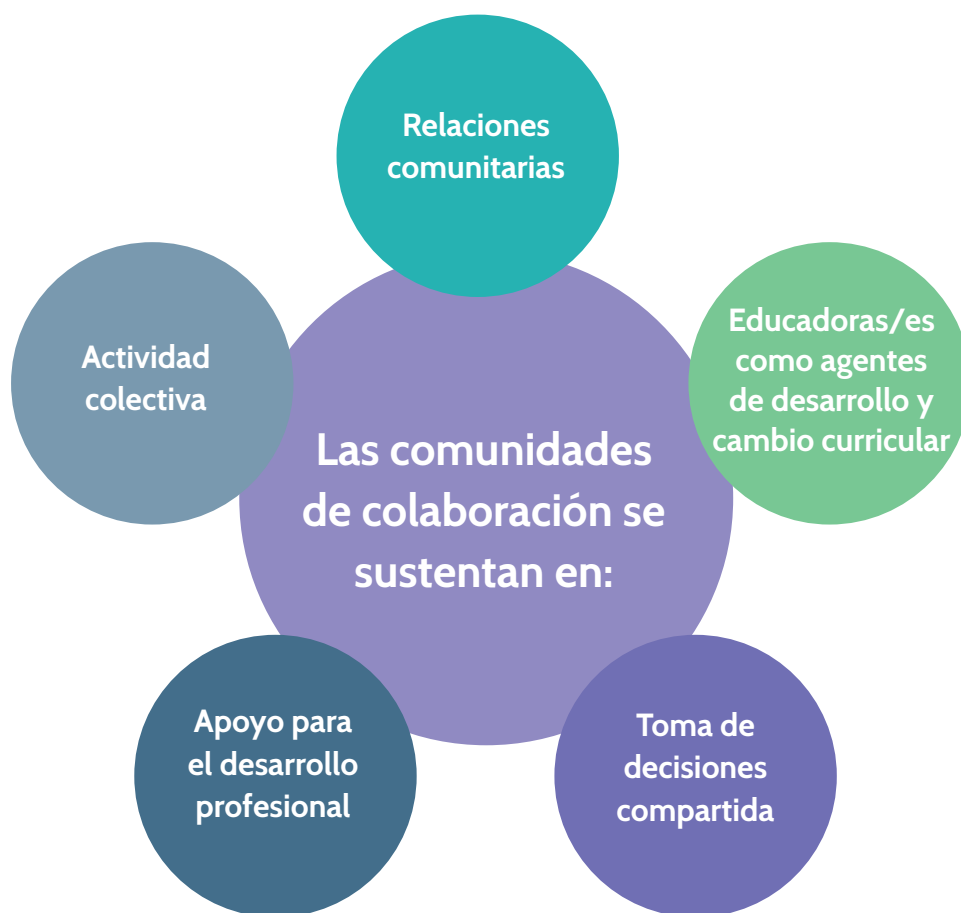 Relaciones
comunitarias
Educadoras/es
como agentes
de desarrollo y
cambio curricular
Actividad
colectiva
Las comunidades
de colaboración se
sustentan en:
Apoyo para
el desarrollo
profesional
Toma de
decisiones
compartida